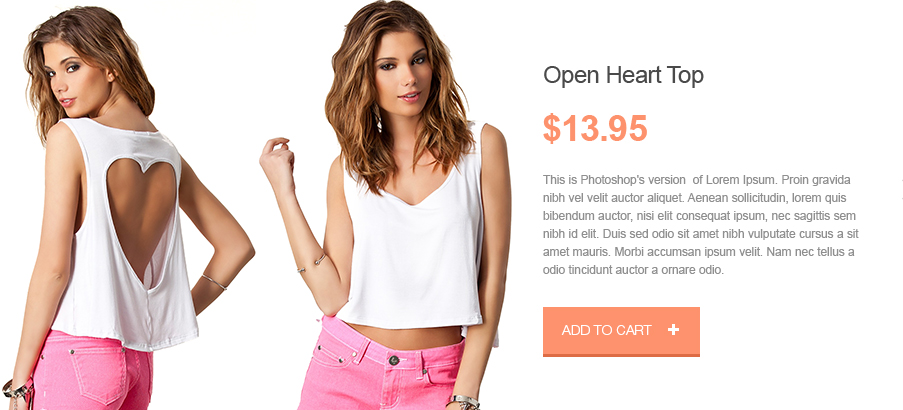 Open Heart Top
$13.95
This is Photoshop's version  of Lorem Ipsum. Proin gravida
nibh vel velit auctor aliquet. Aenean sollicitudin, lorem quis
bibendum auctor, nisi elit consequat ipsum, nec sagittis sem
nibh id elit. Duis sed odio sit amet nibh vulputate cursus a sit
amet mauris. Morbi accumsan ipsum velit. Nam nec tellus a
odio tincidunt auctor a ornare odio.
ADD TO CART +